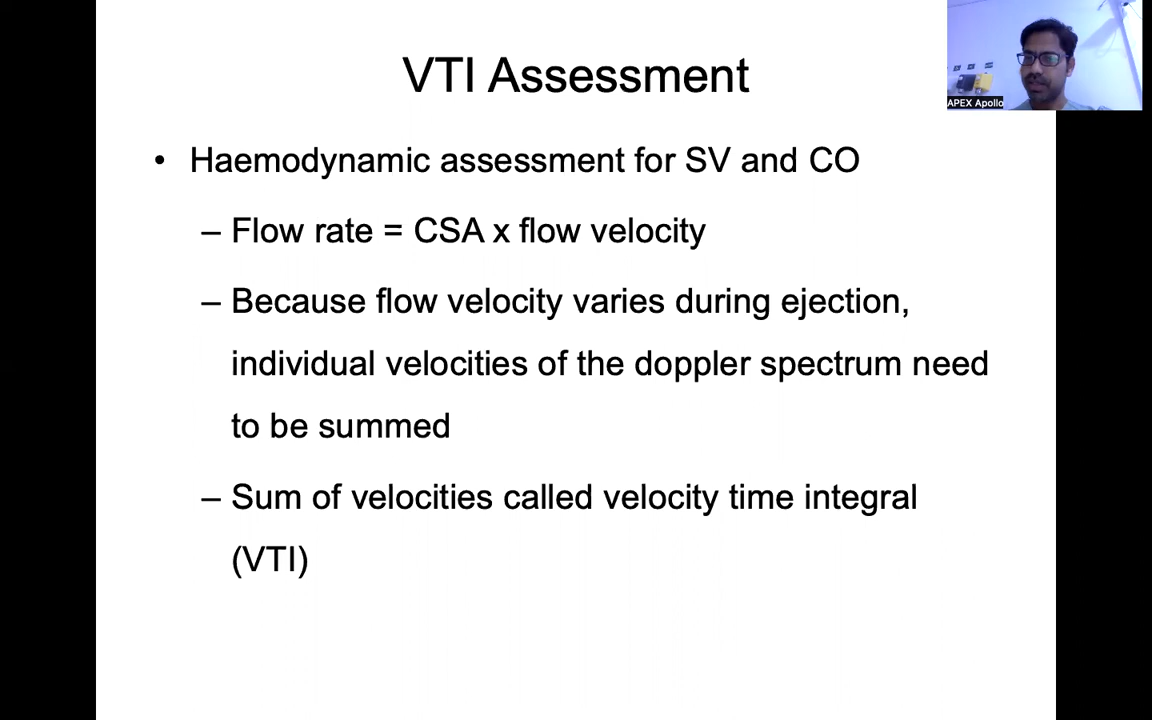 VTI Assessment
APEX Apollo
• Haemodynamic assessment for SV and CO
– Flow rate = CSA x flow velocity
– Because flow velocity varies during ejection,
individual velocities of the doppler spectrum need
to be summed
– Sum of velocities called velocity time integral
(VTI)